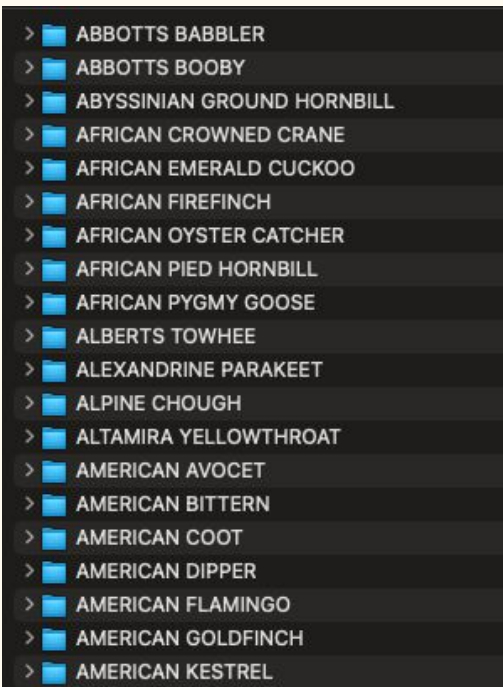 ABBOTTS BABBLER
ABBOTTS BOOBY
ABYSSINIAN GROUND HORNBILL
AFRICAN CROWNED CRANE
AFRICAN EMERALD CUCKOO
AFRICAN FIREFINCH
AFRICAN OYSTER CATCHER
AFRICAN PIED HORNBILL
AFRICAN PYGMY GOOSE
ALBERTS TOWHEE
ALEXANDRINE PARAKEET
ALPINE CHOUGH
ALTAMIRA YELLOWTHROAT
AMERICAN AVOCET
AMERICAN BITTERN
AMERICAN COOT
AMERICAN DIPPER
AMERICAN FLAMINGO
AMERICAN GOLDFINCH
AMERICAN KESTREL